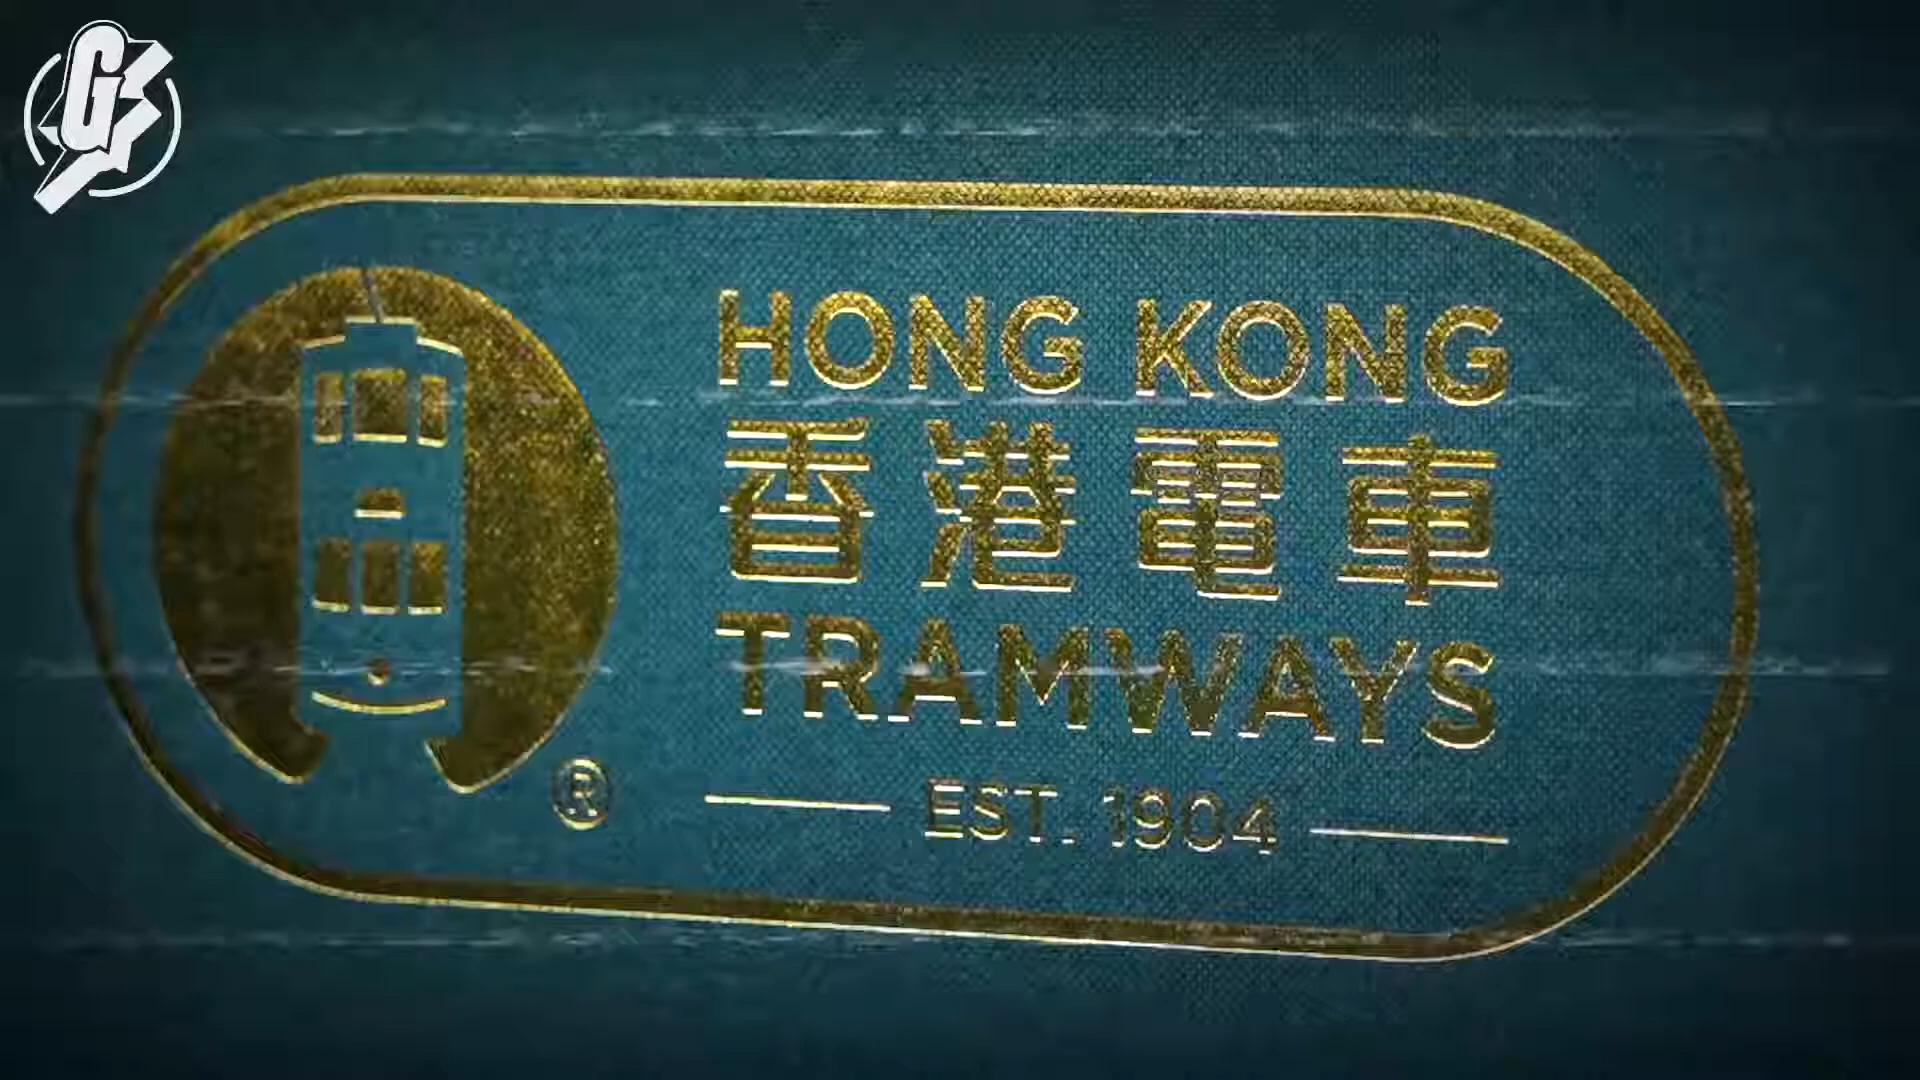 G
HONG KONG
香港電車
TRAMWAYS
®
EST. 1904